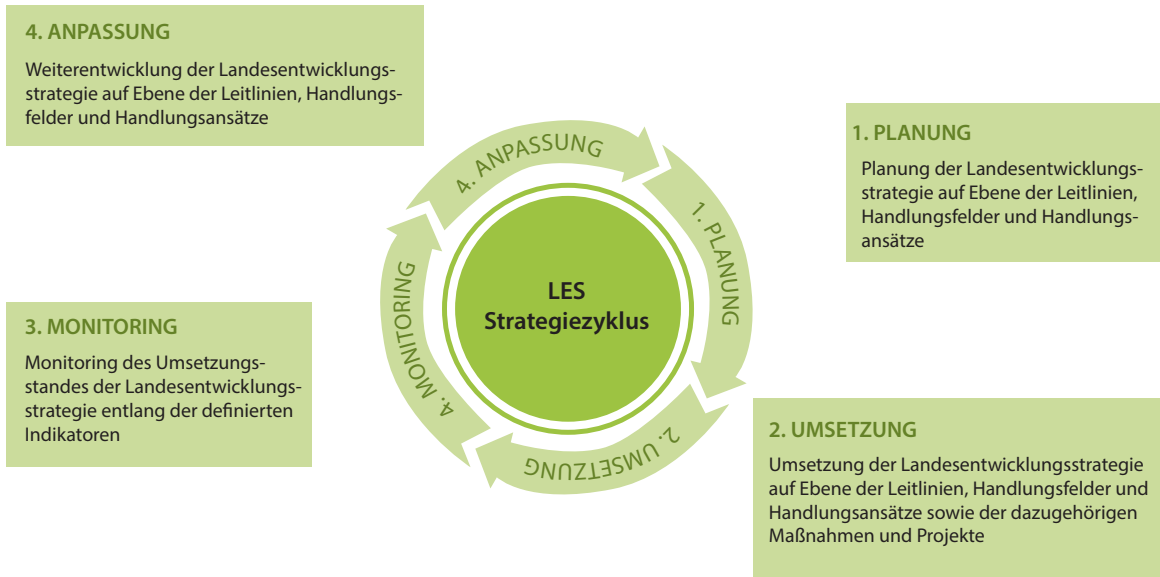 4. ANPASSUNG
Weiterentwicklung der Landesentwicklungs-
strategie auf Ebene der Leitlinien, Handlungs-
felder und Handlungsansätze
1. PLANUNG
Planung der Landesentwicklungs-
strategie auf Ebene der Leitlinien,
Handlungsfelder und Handlungs-
ansätze
4. ANPASSUNG
1. PLANUNG
2. UMSETZUNG
4. MONITORING
LES
Strategiezyklus
3. MONITORING
Monitoring des Umsetzungs-
standes der Landesentwicklungs-
strategie entlang der definierten
Indikatoren
2. UMSETZUNG
Umsetzung der Landesentwicklungsstrategie
auf Ebene der Leitlinien, Handlungsfelder und
Handlungsansätze sowie der dazugehörigen
Maßnahmen und Projekte